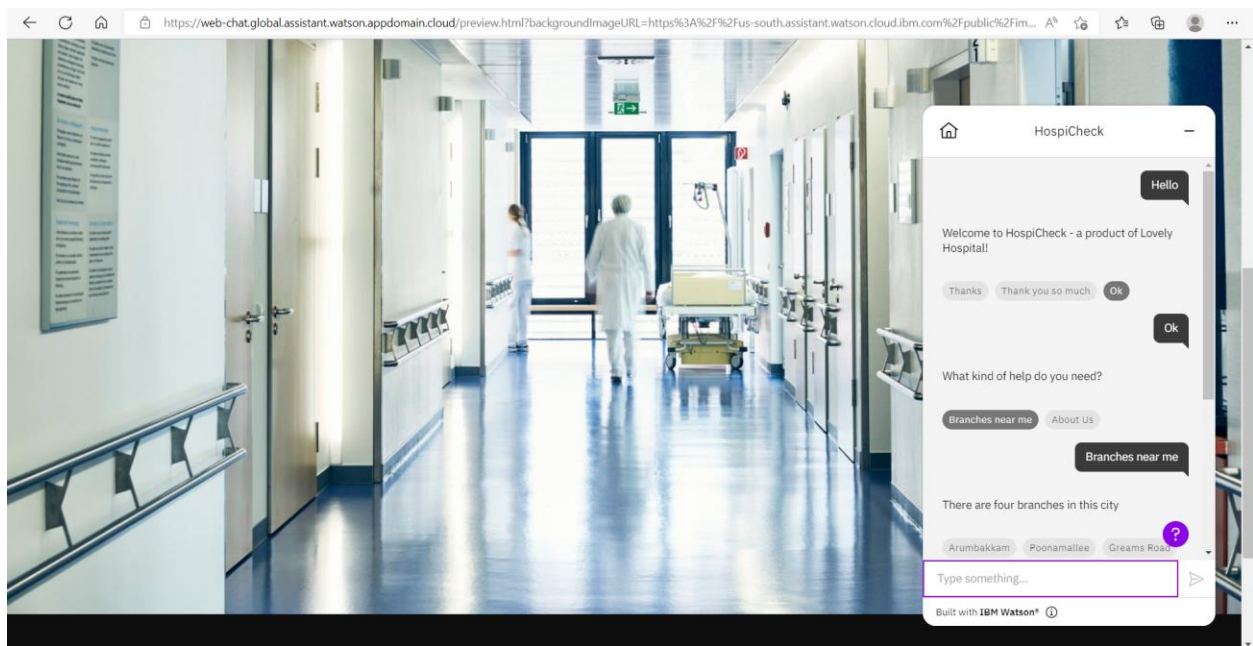 https://web-chat.global.assistant.watson.appdomain.cloud/preview.html?backgroundImageURL=https%3A%2F%2Fus-south.assistant.watson.cloud.ibm.com%2Fpublic%2Fim...
HospiCheck
Hello
Welcome to HospiCheck - a product of Lovely
Hospital!
Thanks Thank you so much Ok
Ok
What kind of help do you need?
Branches near me About Us
Branches near me
There are four branches in this city
?
Arumbakkam Poonamallee Greams Road
Type something...
Built with IBM Watson®